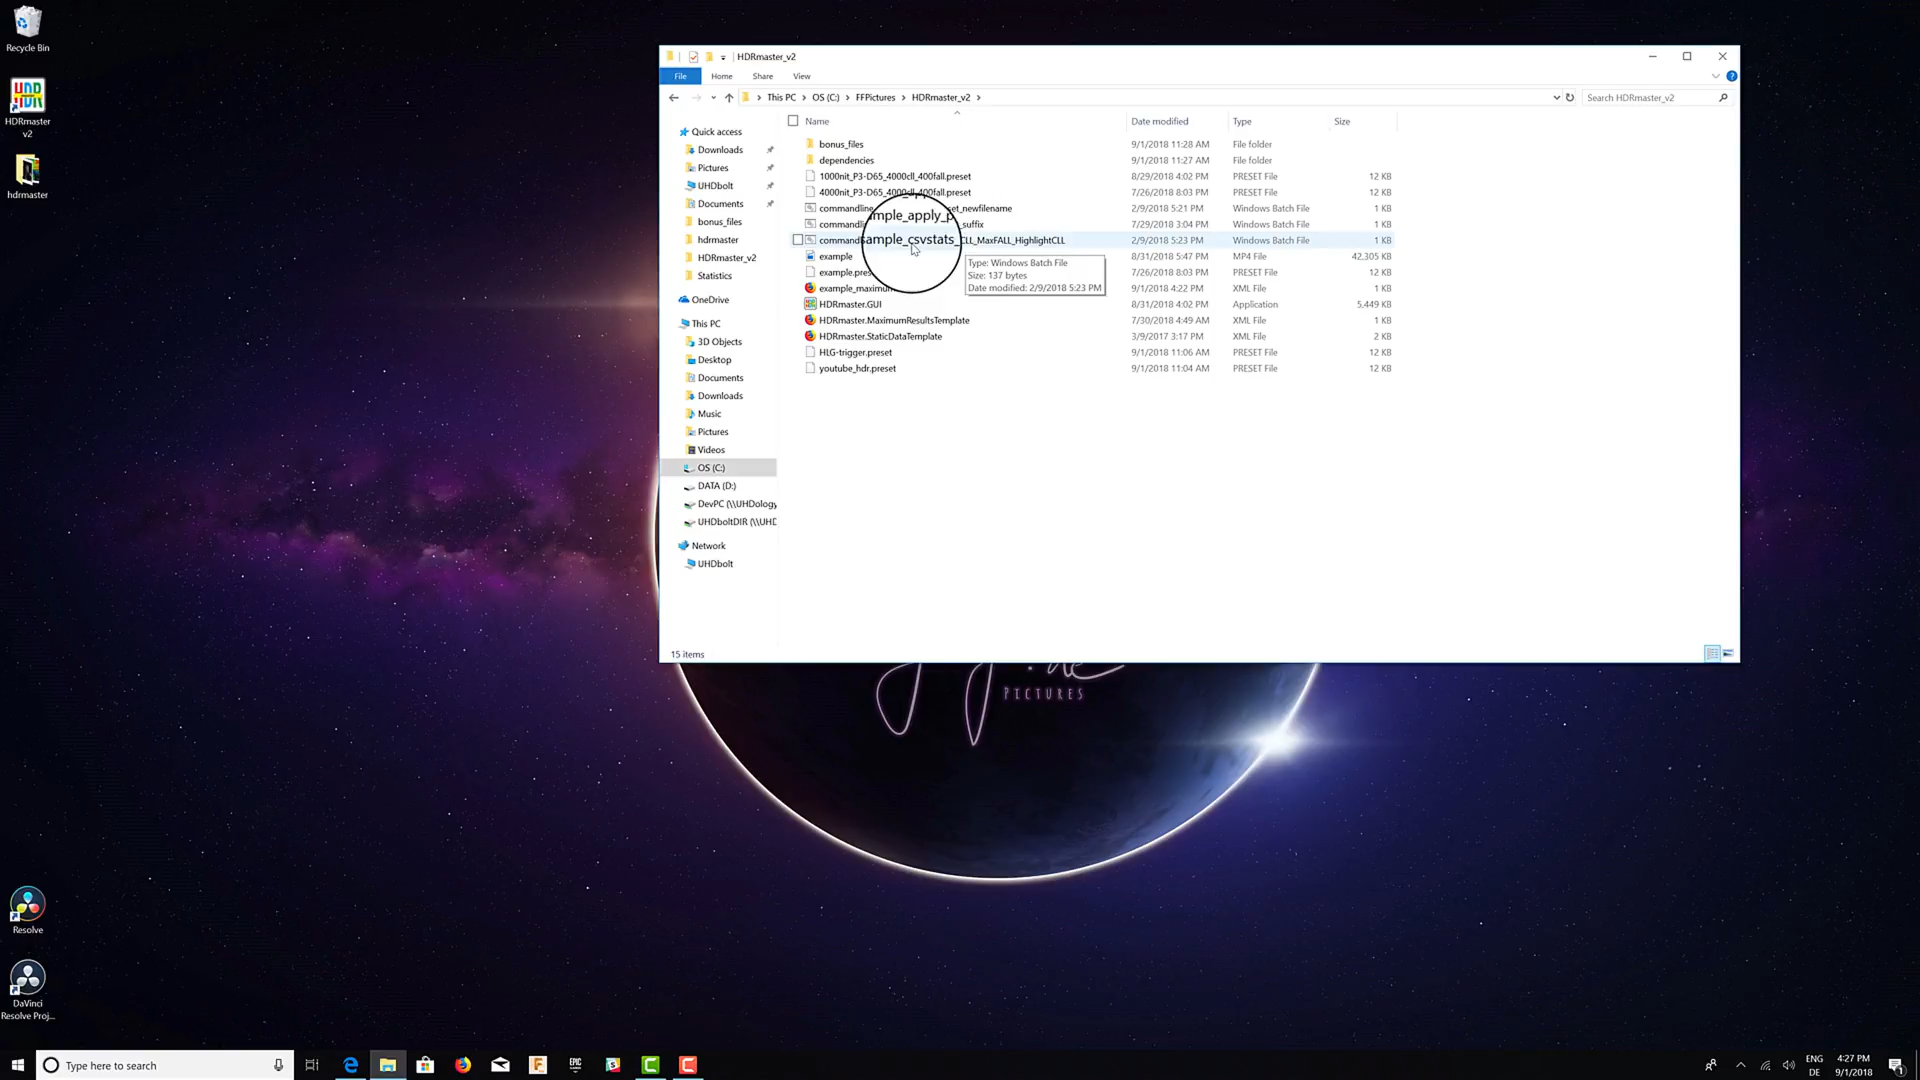 Recycle Bin
HDRmaster
v2
hdrmaster
Resolve
DaVinci
Resolve Proj...
HDRmaster_v2
File Home Share View
This PC > OS (C:) > FFPictures > HDRmaster_v2 >
Search HDRmaster_v2
Quick access
Downloads
Pictures
UHDbolt
Documents
bonus_files
hdrmaster
HDRmaster_v2
Statistics
OneDrive
This PC
3D Objects
Desktop
Documents
Downloads
Music
Pictures
Videos
OS (C:)
DATA (D:)
DevPC (\\UHDology
UHDboltDIR (\\UHD
Network
UHDbolt
Name Date modified Type Size
bonus_files 9/1/2018 11:28 AM File folder
dependencies 9/1/2018 11:27 AM File folder
1000nit_P3-D65_4000cll_400fall.preset 8/29/2018 4:02 PM PRESET File 12 KB
4000nit_P3-D65_4000cll_400fall.preset 7/26/2018 8:03 PM PRESET File 12 KB
commandline set_newfilename 2/9/2018 5:21 PM Windows Batch File 1 KB
commandli ample_apply_p _suffix 7/29/2018 3:04 PM Windows Batch File 1 KB
command ample_csvstats_CLL_MaxFALL_HighlightCLL 2/9/2018 5:23 PM Windows Batch File 1 KB
example 8/31/2018 5:47 PM MP4 File 42,305 KB
example.pres 7/26/2018 8:03 PM PRESET File 12 KB
example_maximum 9/1/2018 4:22 PM XML File 1 KB
HDRmaster.GUI 8/31/2018 4:02 PM Application 5,449 KB
HDRmaster.MaximumResultsTemplate 7/30/2018 4:49 AM XML File 1 KB
HDRmaster.StaticDataTemplate 3/9/2017 3:17 PM XML File 2 KB
HLG-trigger.preset 9/1/2018 11:06 AM PRESET File 12 KB
youtube_hdr.preset 9/1/2018 11:04 AM PRESET File 12 KB
Type: Windows Batch File
Size: 137 bytes
Date modified: 2/9/2018 5:23 PM
15 items
PICTURES
Type here to search
EPIC
ENG
DE
4:27 PM
9/1/2018